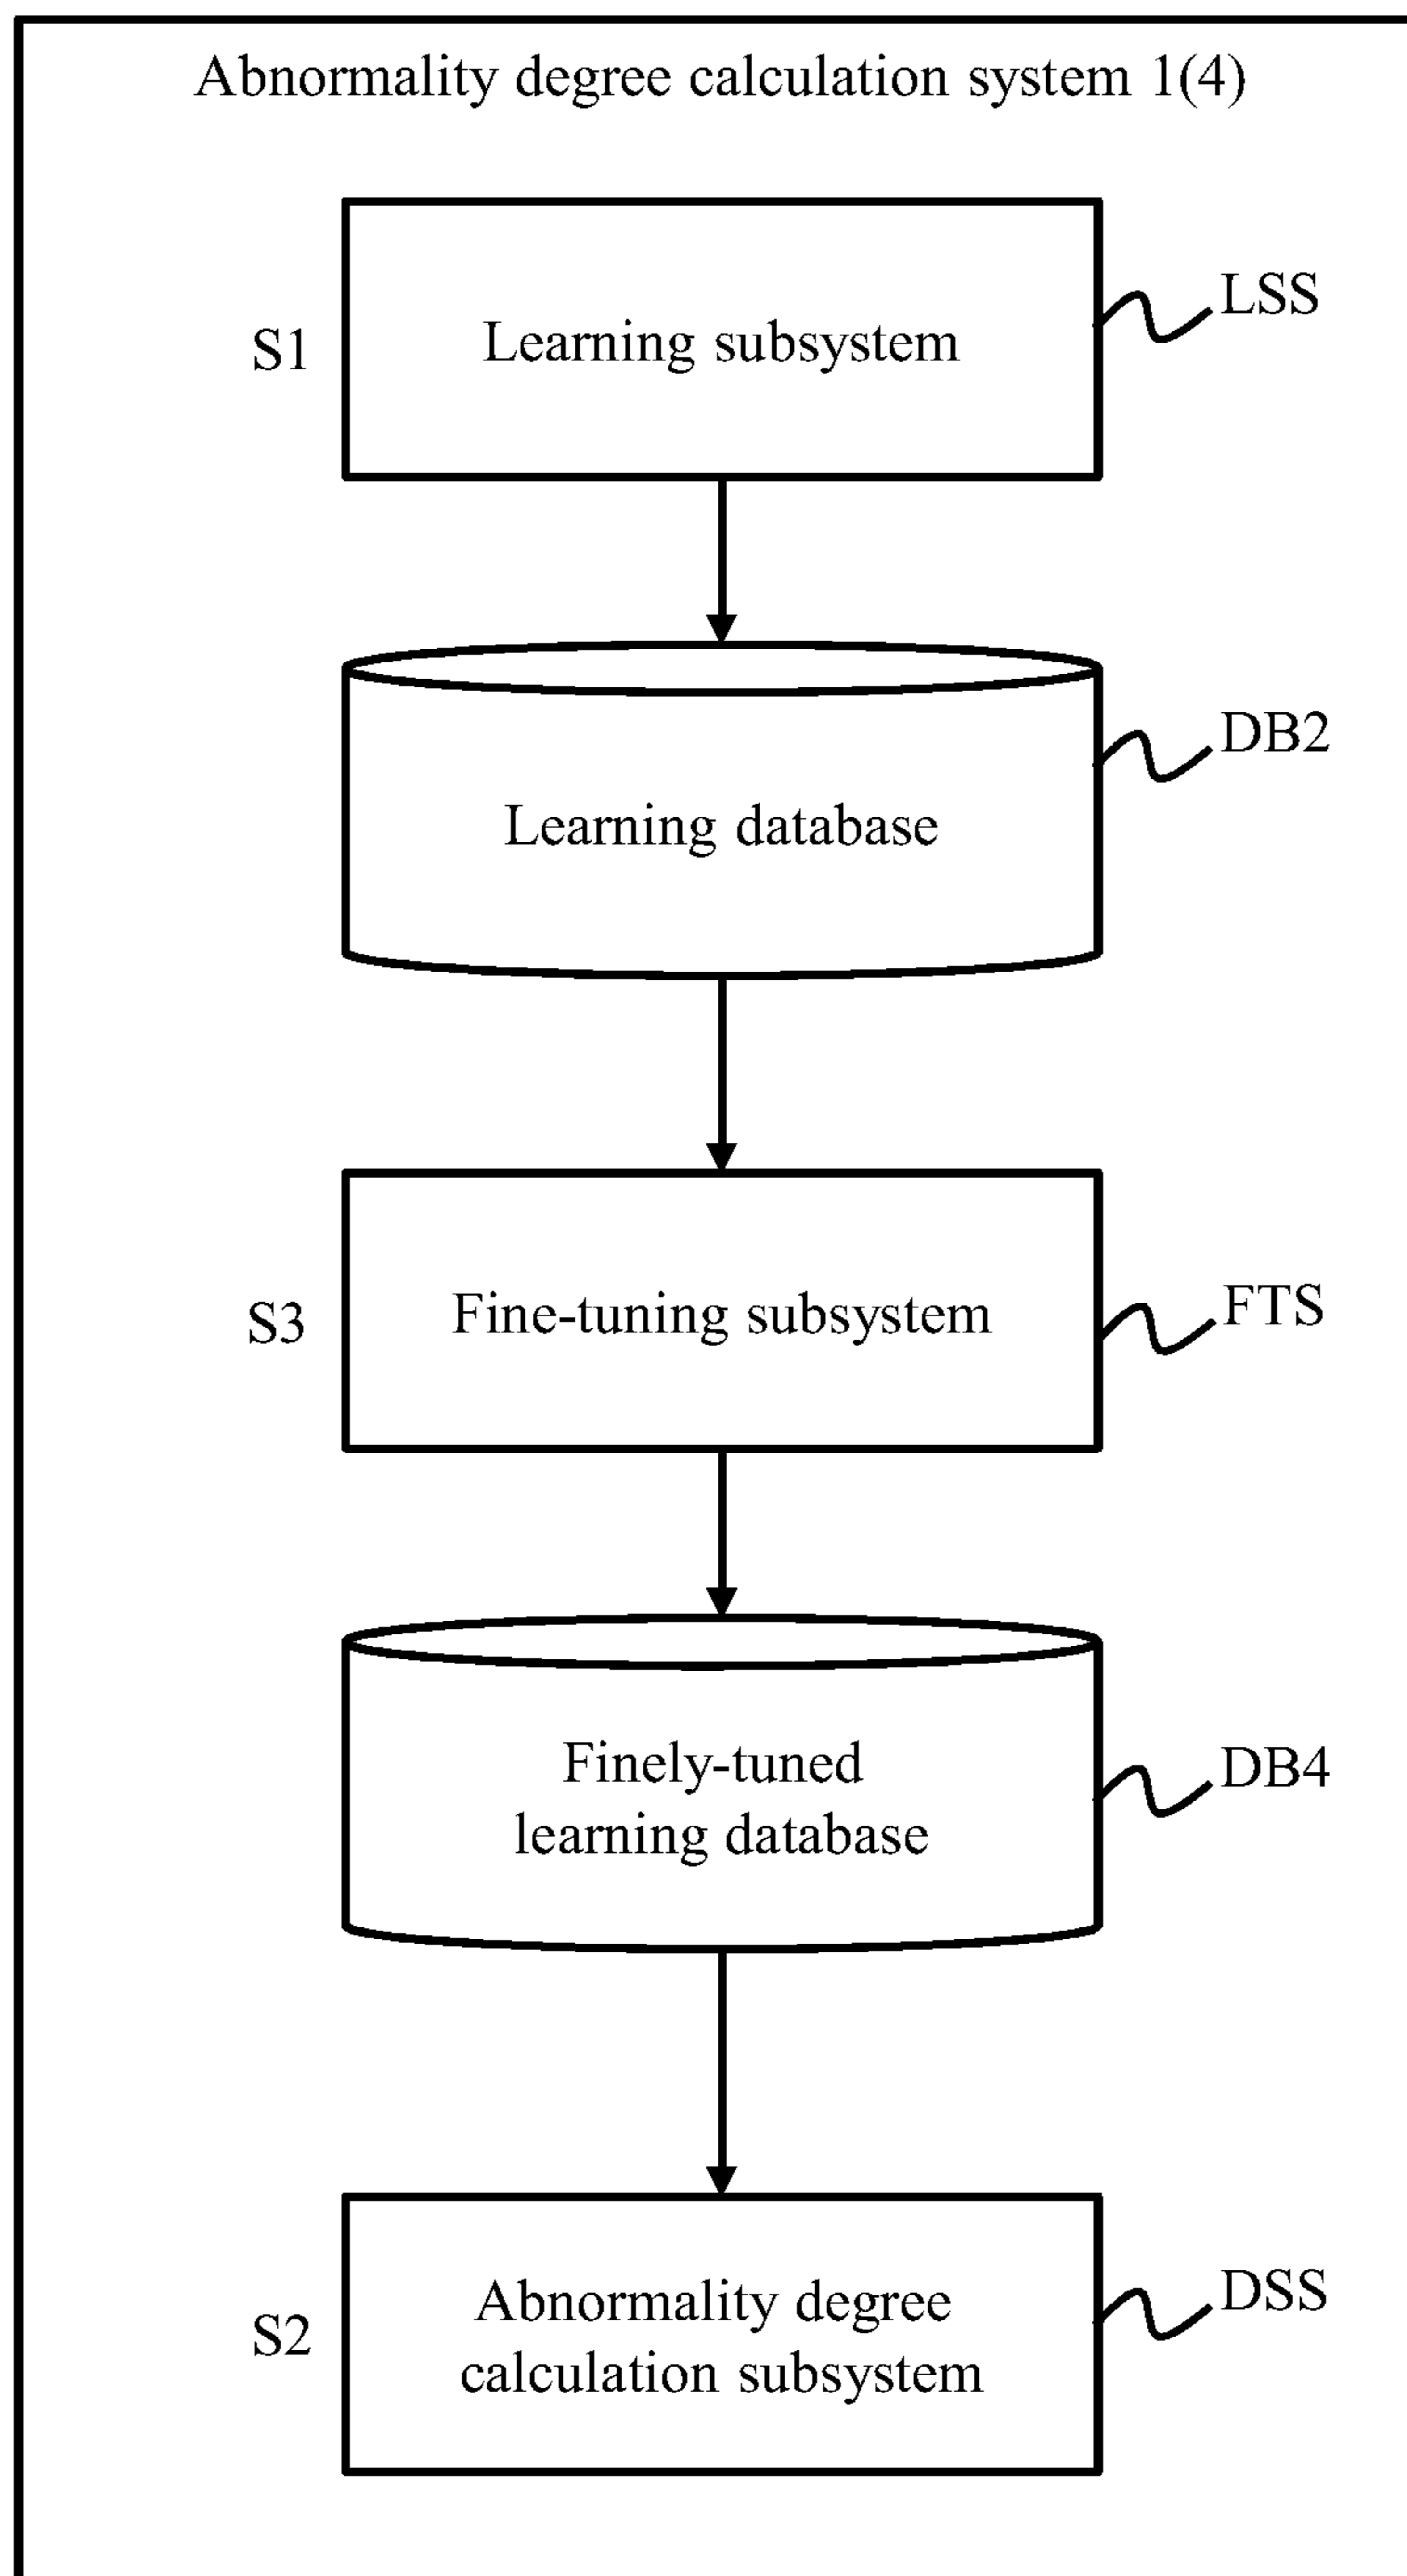 Abnormality degree calculation system 1(4)
LSS
S1
Learning subsystem
DB2
Learning database
FTS
S3
Fine-tuning subsystem
Finely-tuned
DB4
learning database
DSS
Abnormality degree
S2
calculation subsystem